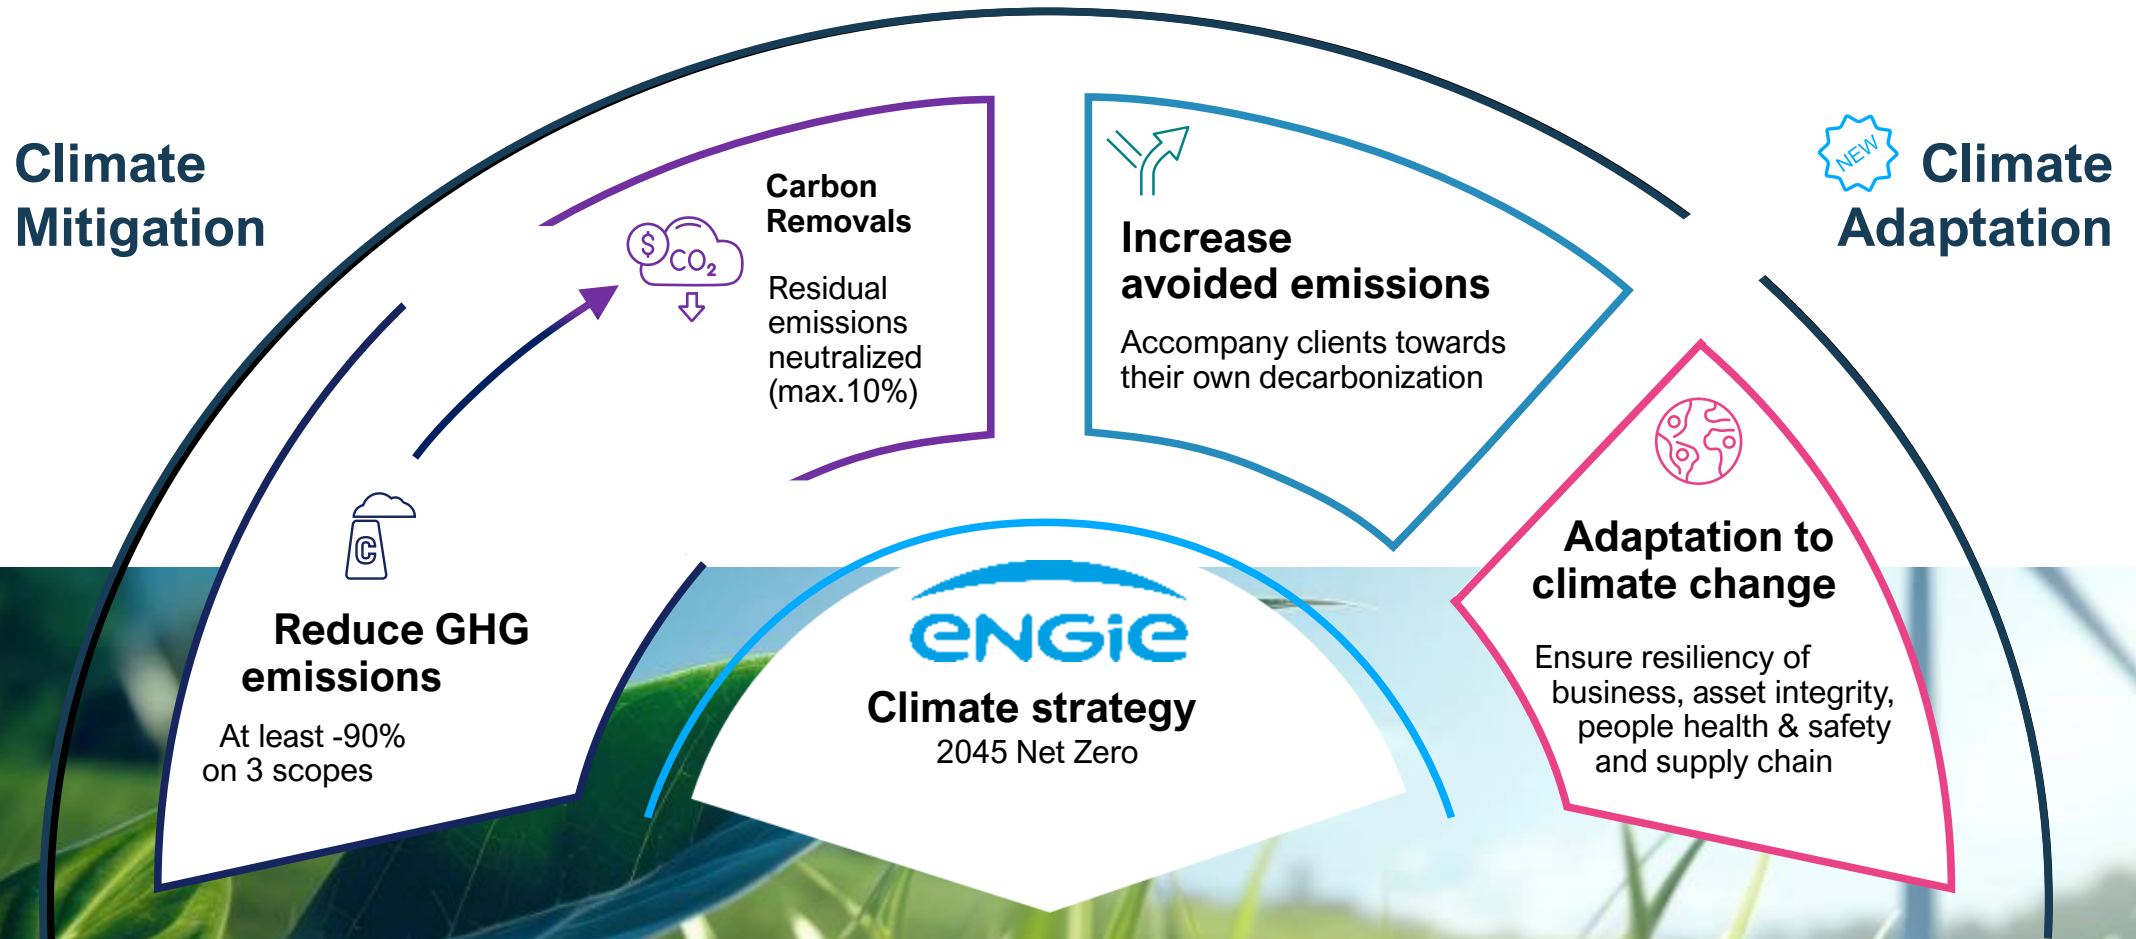 Climate
Mitigation
NEW
Climate
Adaptation
$
CO₂
Carbon
Removals
Residual
emissions
neutralized
(max.10%)
Increase
avoided emissions
Accompany clients towards
their own decarbonization
C
Reduce GHG
emissions
At least -90%
on 3 scopes
Adaptation to
climate change
Ensure resiliency of
business, asset integrity,
people health & safety
and supply chain
eNGie
Climate strategy
2045 Net Zero